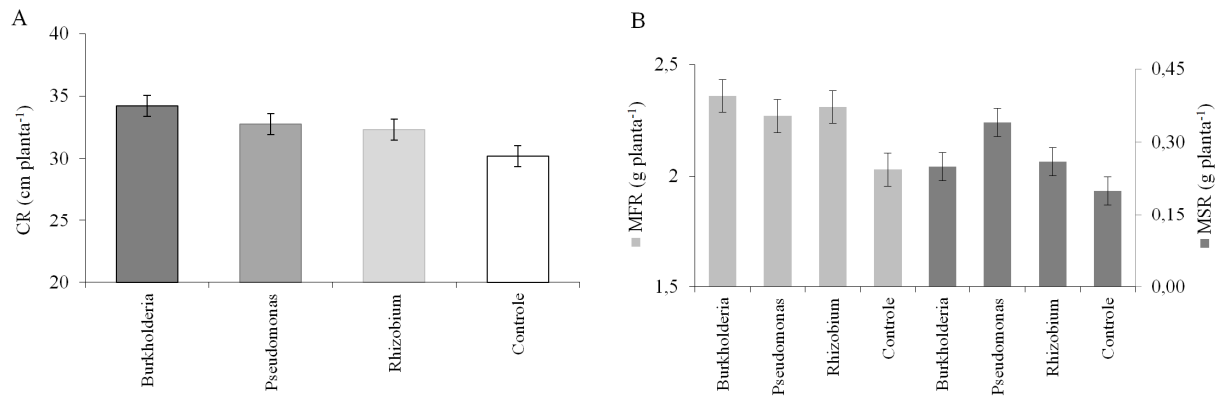 A
40
35
30
25
20
CR (cm planta⁻¹)
Burkholderia
Pseudomonas
Rhizobium
Controle
B
2,5
2
1,5
MFR (g planta⁻¹)
0,45
0,30
0,15
0,00
MSR (g planta⁻¹)
Burkholderia
Pseudomonas
Rhizobium
Controle
Burkholderia
Pseudomonas
Rhizobium
Controle